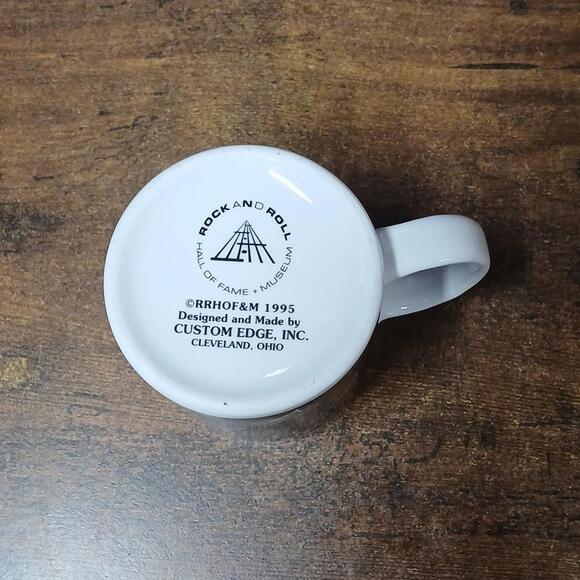 ROCK AND ROLL
HALL OF FAME + MUSEUM
©RRHOF&M 1995
Designed and Made by
CUSTOM EDGE, INC.
CLEVELAND, OHIO